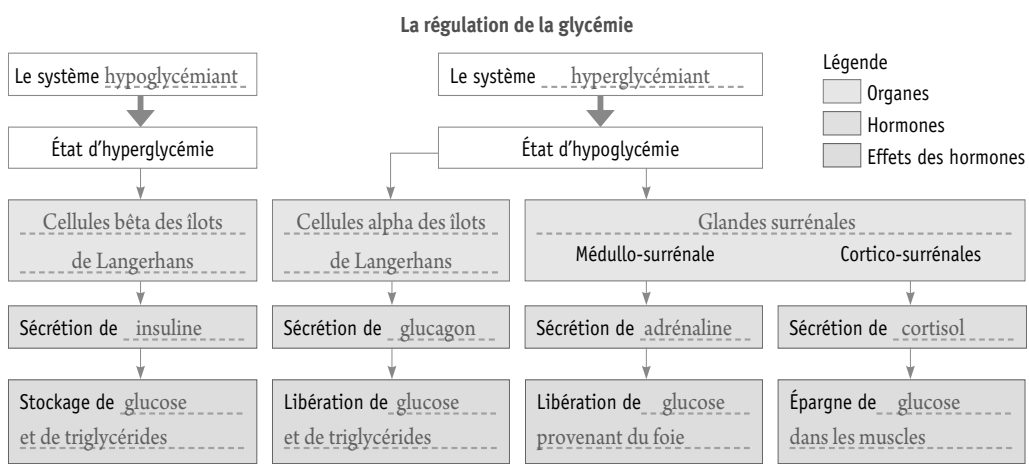 La régulation de la glycémie
Le système hypoglycémiant
Le système hyperglycémiant
Légende
Organes
Hormones
Effets des hormones
État d'hyperglycémie
État d'hypoglycémie
Cellules bêta des îlots
de Langerhans
Cellules alpha des îlots
de Langerhans
Glandes surrénales
Médullo-surrénale
Cortico-surrénales
Sécrétion de insuline
Sécrétion de glucagon
Sécrétion de adrénaline
Sécrétion de cortisol
Stockage de glucose
et de triglycérides
Libération de glucose
et de triglycérides
Libération de glucose
provenant du foie
Épargne de glucose
dans les muscles